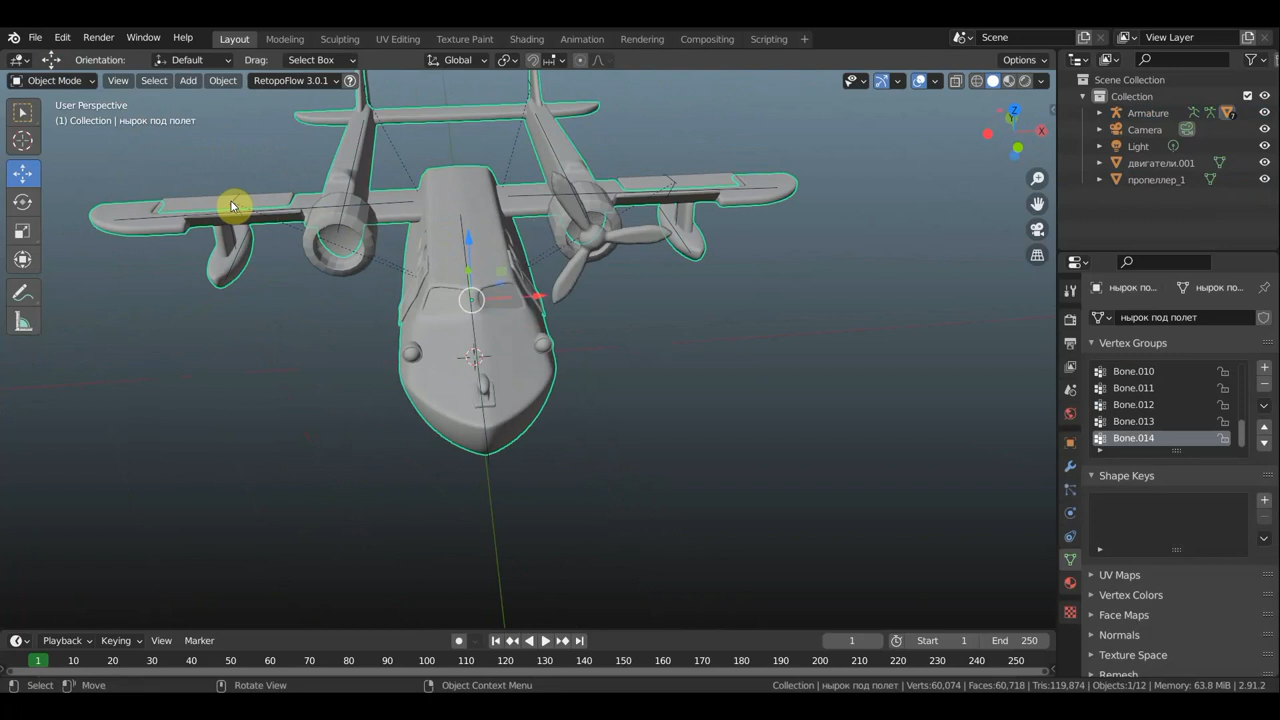 File Edit Render Window Help Layout Modeling Sculpting UV Editing Texture Paint Shading Animation Rendering Compositing Scripting + Scene View Layer
Orientation: Default Drag: Select Box Global Options
Object Mode View Select Add Object RetopoFlow 3.0.1
User Perspective
(1) Collection | нырок под полет
Z
X
Y
Scene Collection
Collection
Armature
7
Camera
Light
двигатели.001
пропеллер_1
нырок по... нырок по...
нырок под полет
Vertex Groups
Bone.010
Bone.011
Bone.012
Bone.013
Bone.014
Shape Keys
UV Maps
Vertex Colors
Face Maps
Normals
Texture Space
Remesh
Playback Keying View Marker 1 Start 1 End 250
1 10 20 30 40 50 60 70 80 90 100 110 120 130 140 150 160 170 180 190 200 210 220 230 240 250
Select Move Rotate View Object Context Menu Collection | нырок под полет | Verts:60,074 | Faces:60,718 | Tris:119,874 | Objects:1/12 | Memory: 63.8 MiB | 2.91.2